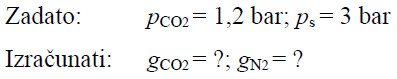 Zadato: pCO2 = 1,2 bar; ps = 3 bar
Izračunati: gCO2 = ?; gN2 = ?